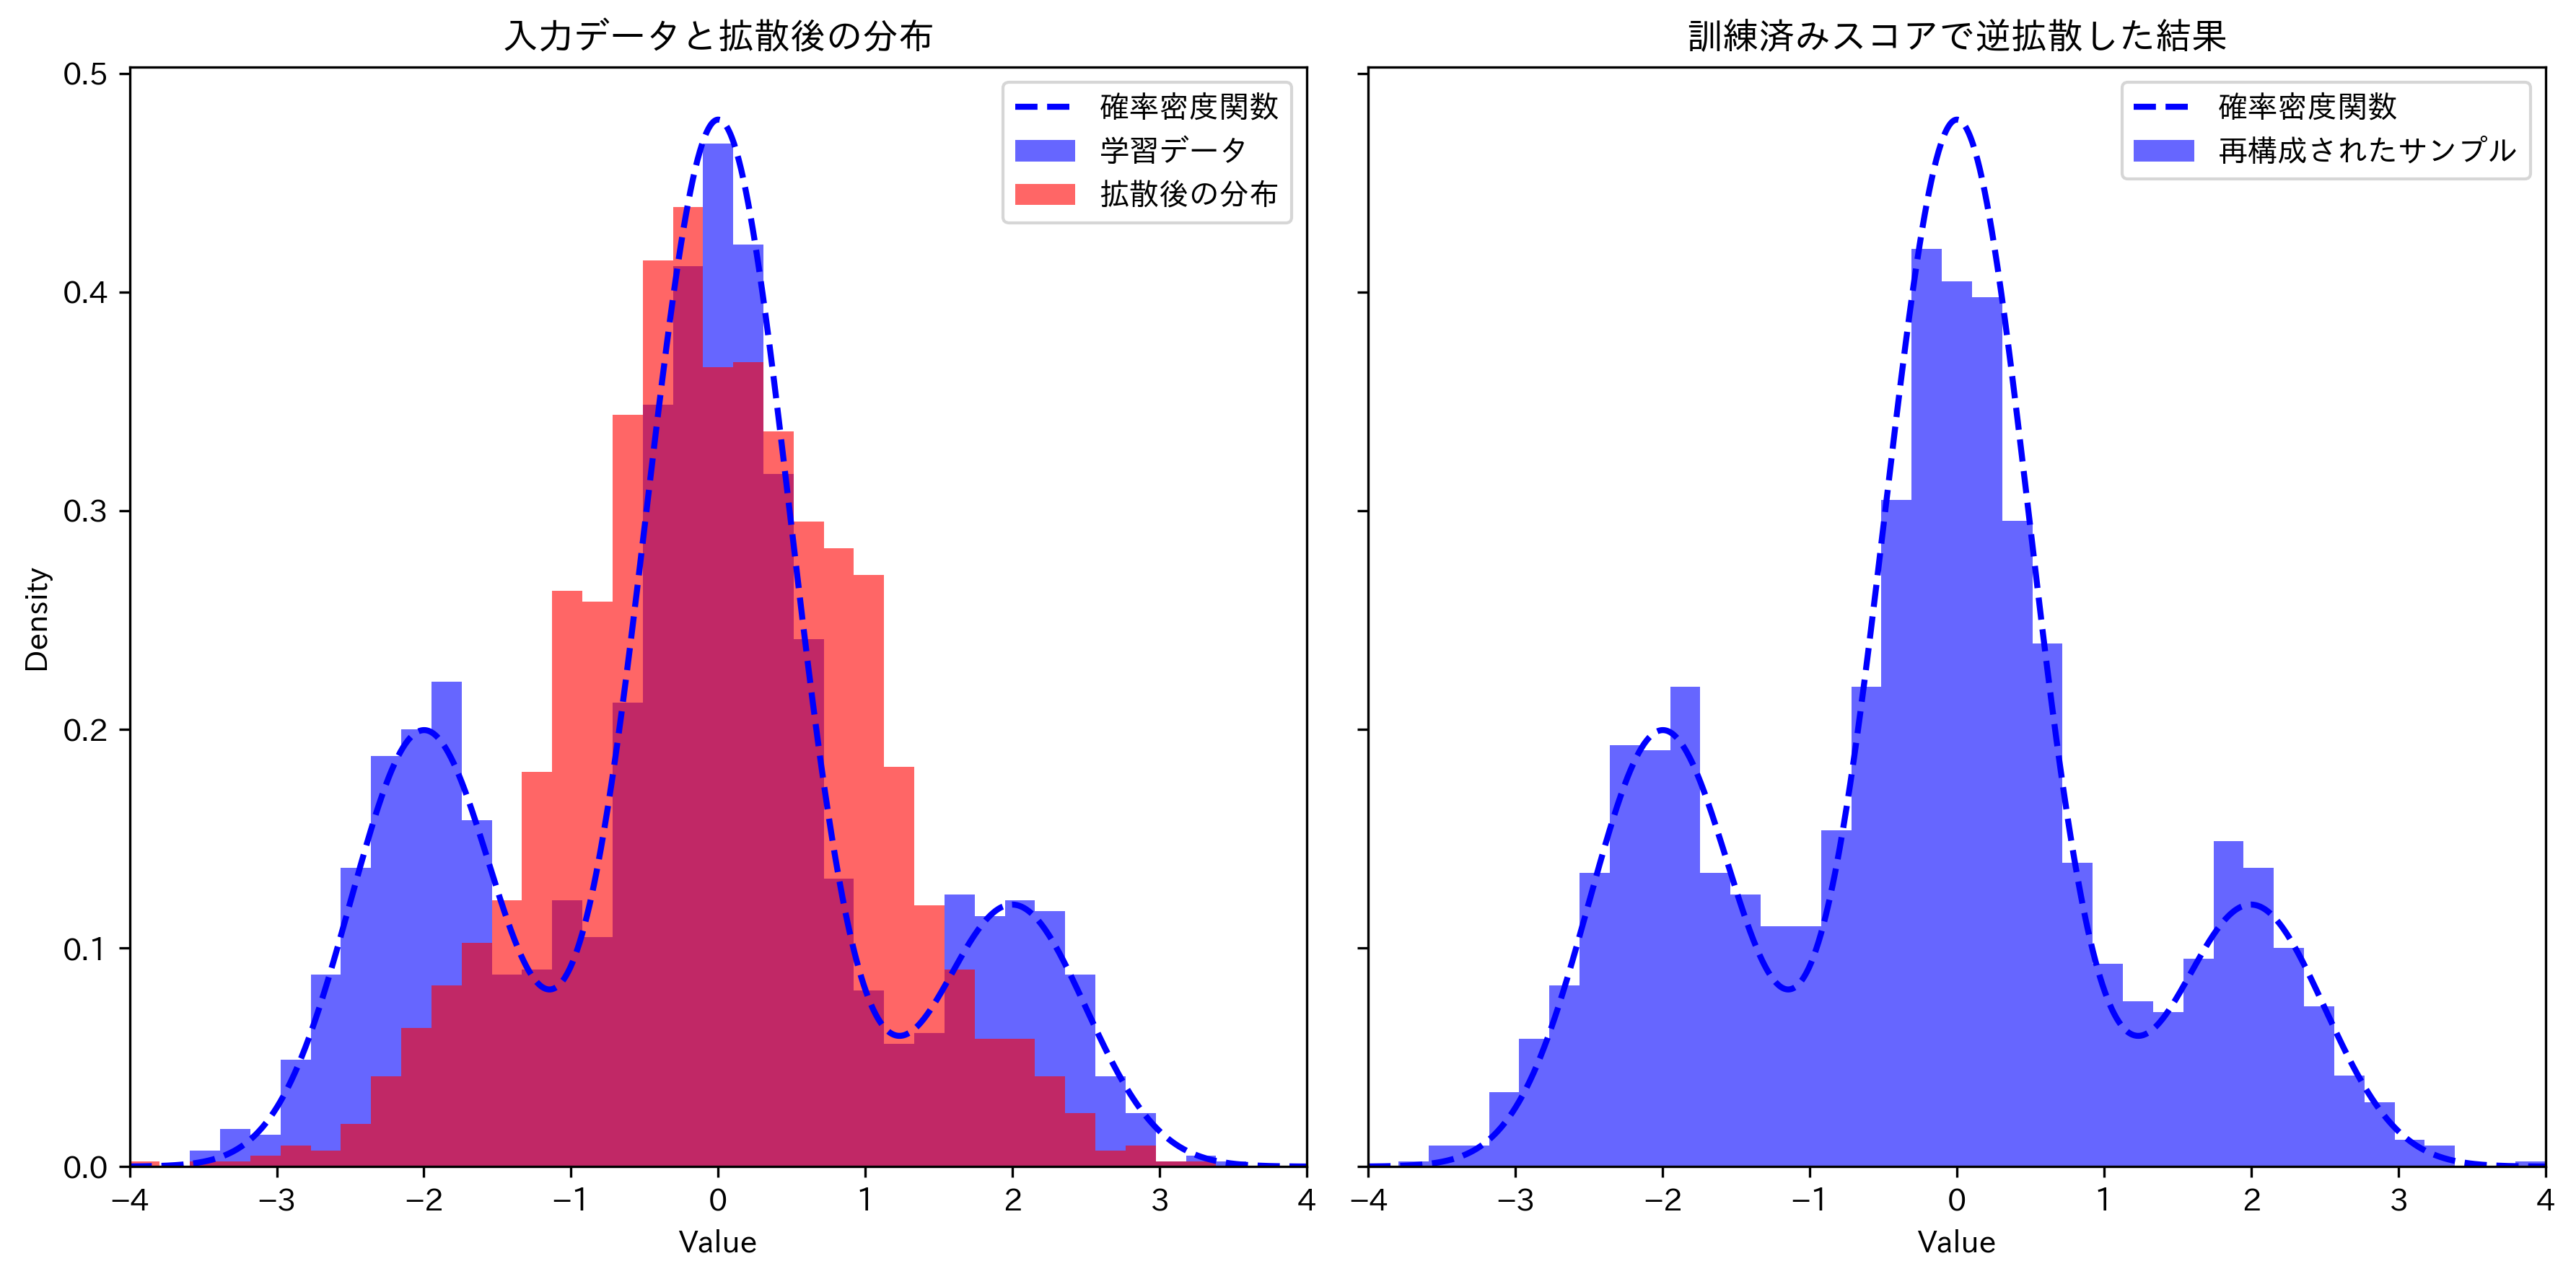 入力データと拡散後の分布
確率密度関数
学習データ
拡散後の分布
Density
0.5
0.4
0.3
0.2
0.1
0.0
−4 −3 −2 −1 0 1 2 3 4
Value
訓練済みスコアで逆拡散した結果
確率密度関数
再構成されたサンプル
−4 −3 −2 −1 0 1 2 3 4
Value